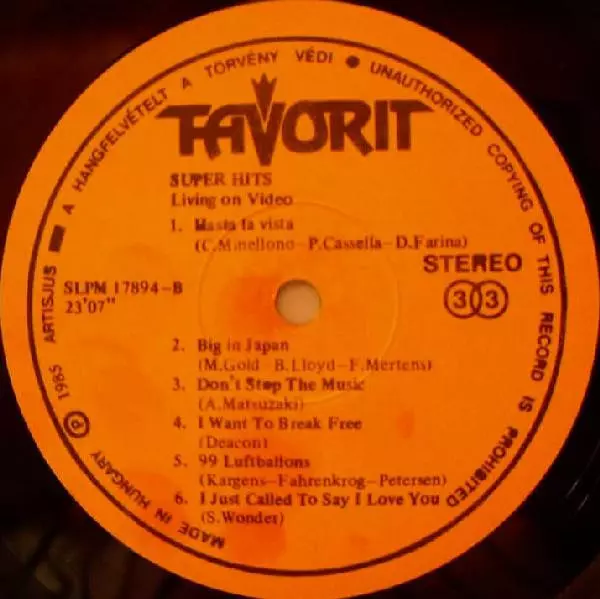 A HANGFELVÉTELT A TÖRVÉNY VÉDI • UNAUTHORIZED COPYING OF THIS RECORD IS PROHIBITED
MADE IN HUNGARY Ⓟ 1985 ARTISJUS
FAVORIT
SUPER HITS
Living on Video
1. Hasta la vista
(C.Minellono-P.Cassella-D.Farina)
STEREO
SLPM 17894-B
23'07"
33
2. Big in Japan
(M.Gold-B.Lloyd-F.Mertens)
3. Don't Stop The Music
(A.Matsuzaki)
4. I Want To Break Free
(Deacon)
5. 99 Luftballons
(Kargens-Fahrenkrog-Petersen)
6. I Just Called To Say I Love You
(S.Wonder)